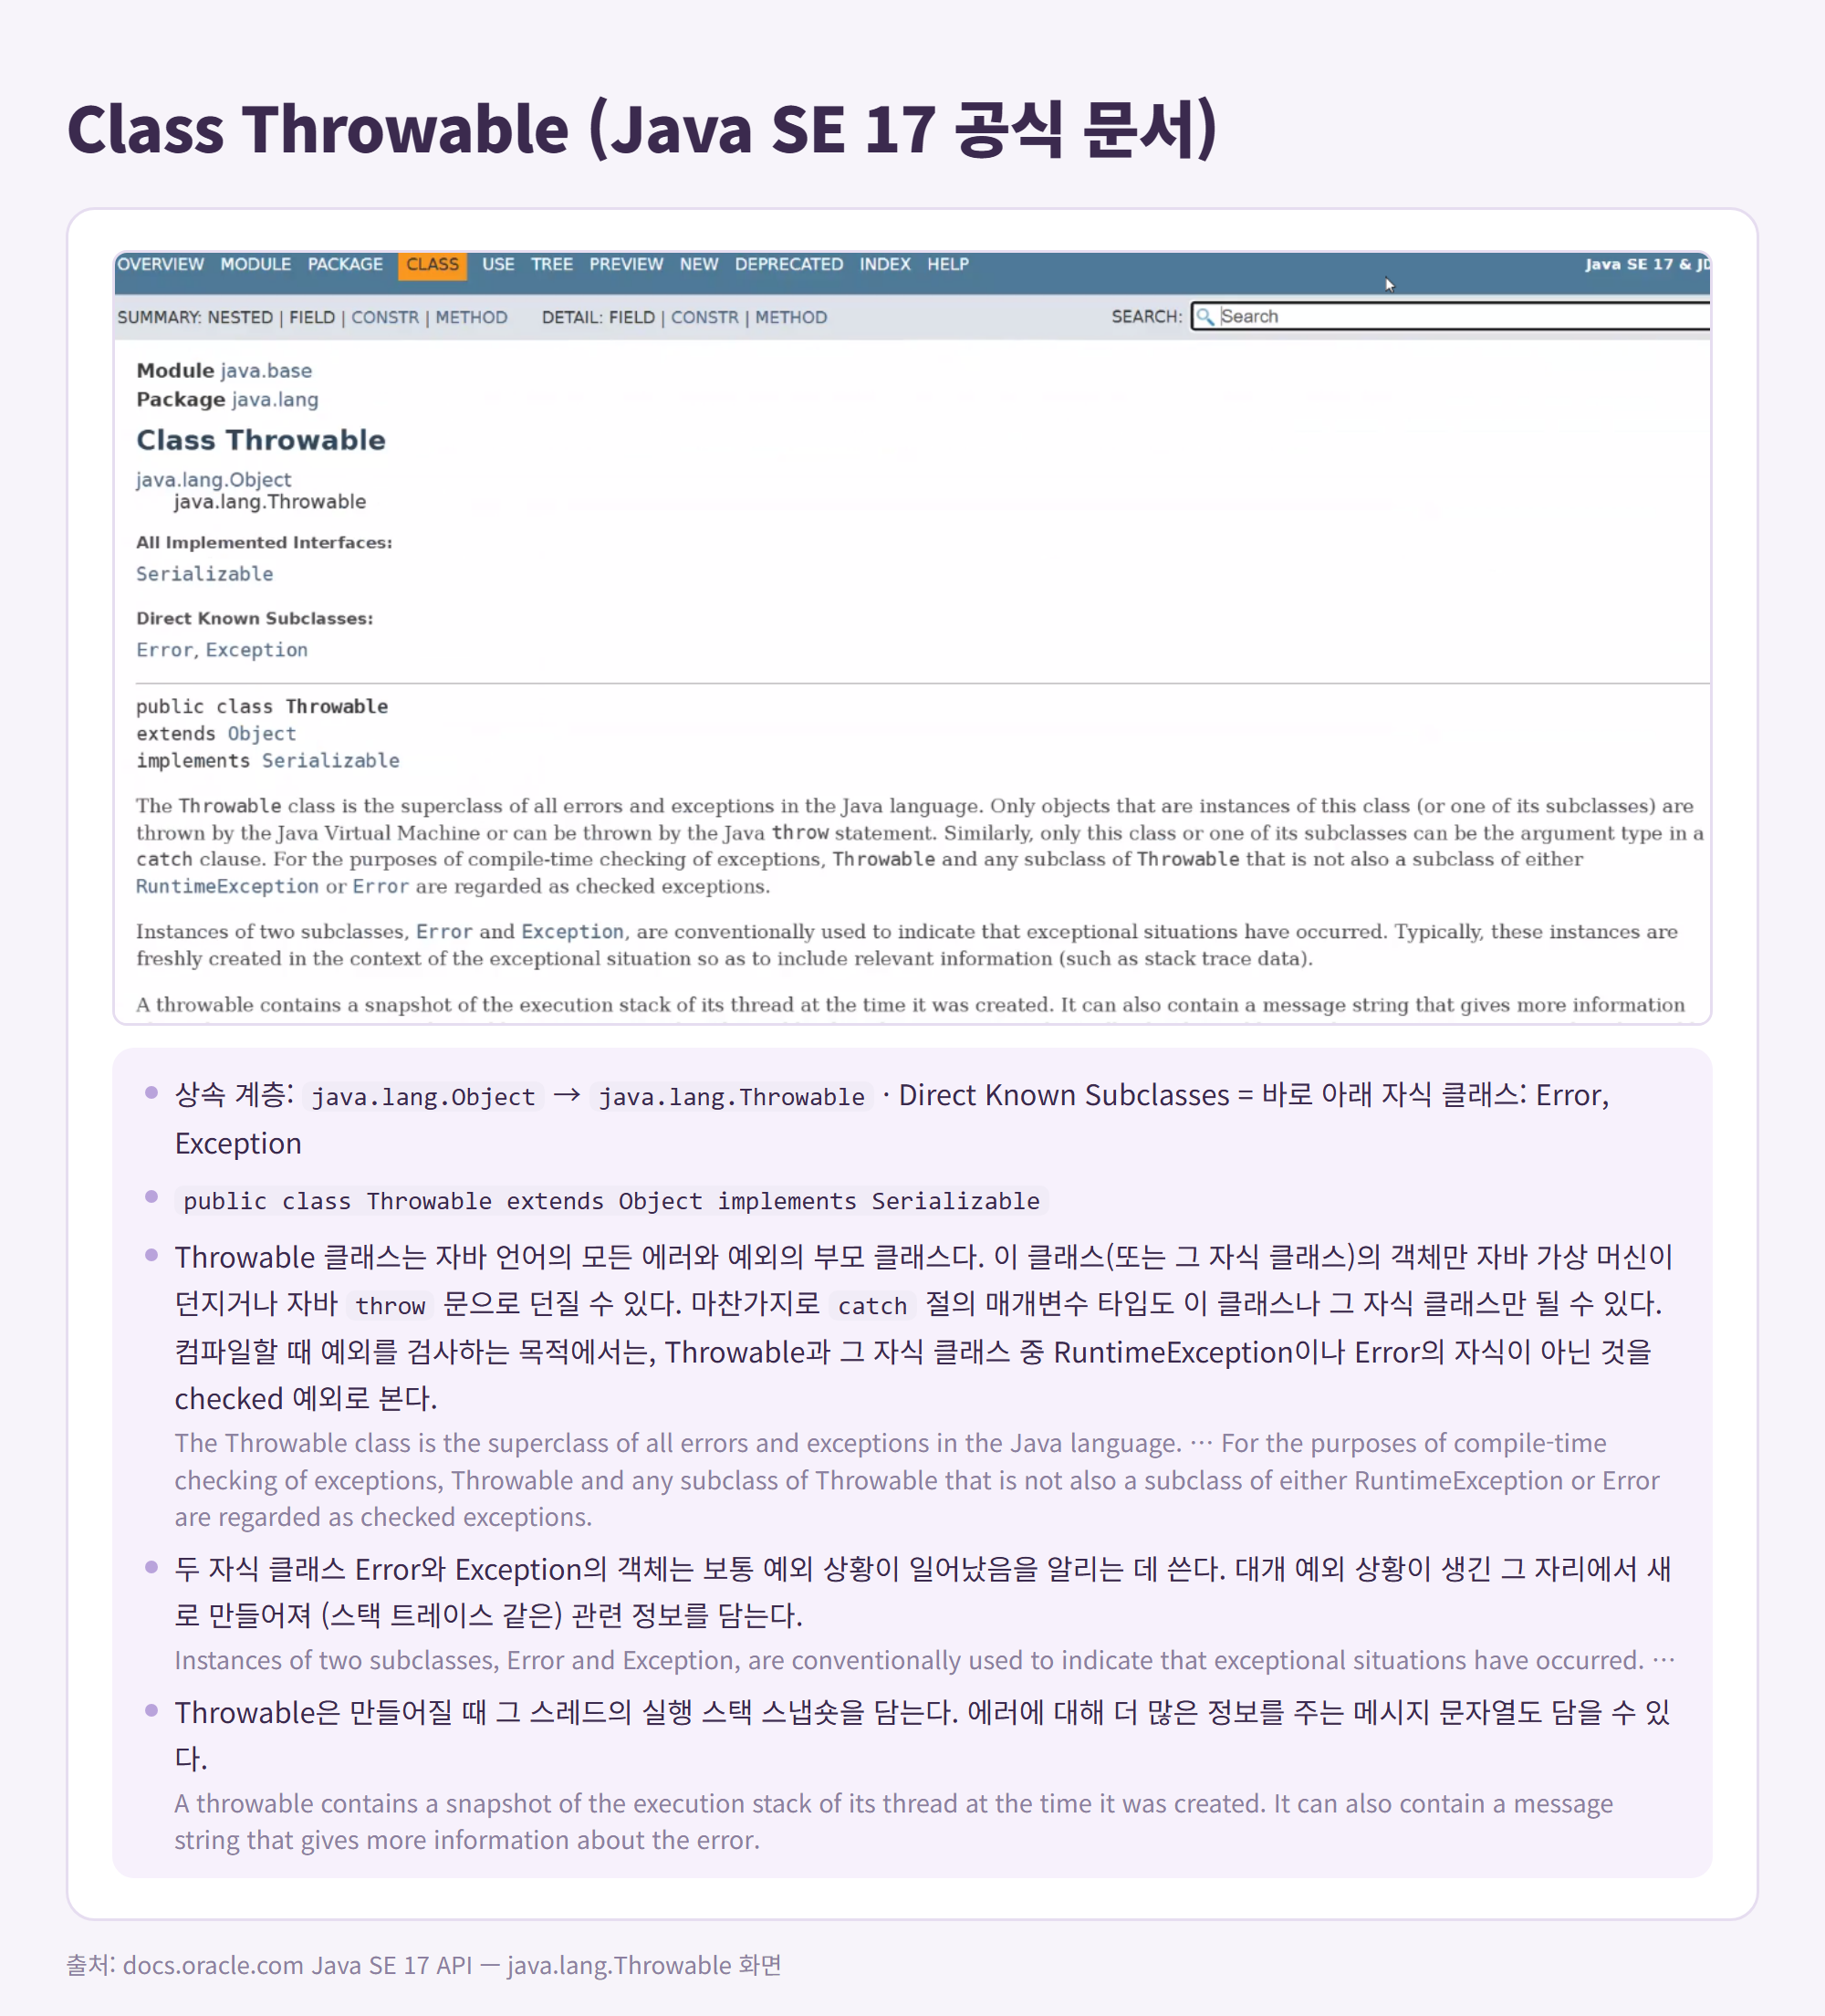 Class Throwable (Java SE 17 공식 문서)
OVERVIEW MODULE PACKAGE CLASS USE TREE PREVIEW NEW DEPRECATED INDEX HELP Java SE 17 & JD
SUMMARY: NESTED | FIELD | CONSTR | METHOD DETAIL: FIELD | CONSTR | METHOD SEARCH: Search
Module java.base
Package java.lang
Class Throwable
java.lang.Object
java.lang.Throwable
All Implemented Interfaces:
Serializable
Direct Known Subclasses:
Error, Exception
public class Throwable
extends Object
implements Serializable
The Throwable class is the superclass of all errors and exceptions in the Java language. Only objects that are instances of this class (or one of its subclasses) are
thrown by the Java Virtual Machine or can be thrown by the Java throw statement. Similarly, only this class or one of its subclasses can be the argument type in a
catch clause. For the purposes of compile-time checking of exceptions, Throwable and any subclass of Throwable that is not also a subclass of either
RuntimeException or Error are regarded as checked exceptions.
Instances of two subclasses, Error and Exception, are conventionally used to indicate that exceptional situations have occurred. Typically, these instances are
freshly created in the context of the exceptional situation so as to include relevant information (such as stack trace data).
A throwable contains a snapshot of the execution stack of its thread at the time it was created. It can also contain a message string that gives more information
상속 계층: java.lang.Object → java.lang.Throwable · Direct Known Subclasses = 바로 아래 자식 클래스: Error,
Exception
public class Throwable extends Object implements Serializable
Throwable 클래스는 자바 언어의 모든 에러와 예외의 부모 클래스다. 이 클래스(또는 그 자식 클래스)의 객체만 자바 가상 머신이
던지거나 자바 throw 문으로 던질 수 있다. 마찬가지로 catch 절의 매개변수 타입도 이 클래스나 그 자식 클래스만 될 수 있다.
컴파일할 때 예외를 검사하는 목적에서는, Throwable과 그 자식 클래스 중 RuntimeException이나 Error의 자식이 아닌 것을
checked 예외로 본다.
The Throwable class is the superclass of all errors and exceptions in the Java language. … For the purposes of compile-time
checking of exceptions, Throwable and any subclass of Throwable that is not also a subclass of either RuntimeException or Error
are regarded as checked exceptions.
두 자식 클래스 Error와 Exception의 객체는 보통 예외 상황이 일어났음을 알리는 데 쓴다. 대개 예외 상황이 생긴 그 자리에서 새
로 만들어져 (스택 트레이스 같은) 관련 정보를 담는다.
Instances of two subclasses, Error and Exception, are conventionally used to indicate that exceptional situations have occurred. …
Throwable은 만들어질 때 그 스레드의 실행 스택 스냅숏을 담는다. 에러에 대해 더 많은 정보를 주는 메시지 문자열도 담을 수 있
다.
A throwable contains a snapshot of the execution stack of its thread at the time it was created. It can also contain a message
string that gives more information about the error.
출처: docs.oracle.com Java SE 17 API — java.lang.Throwable 화면